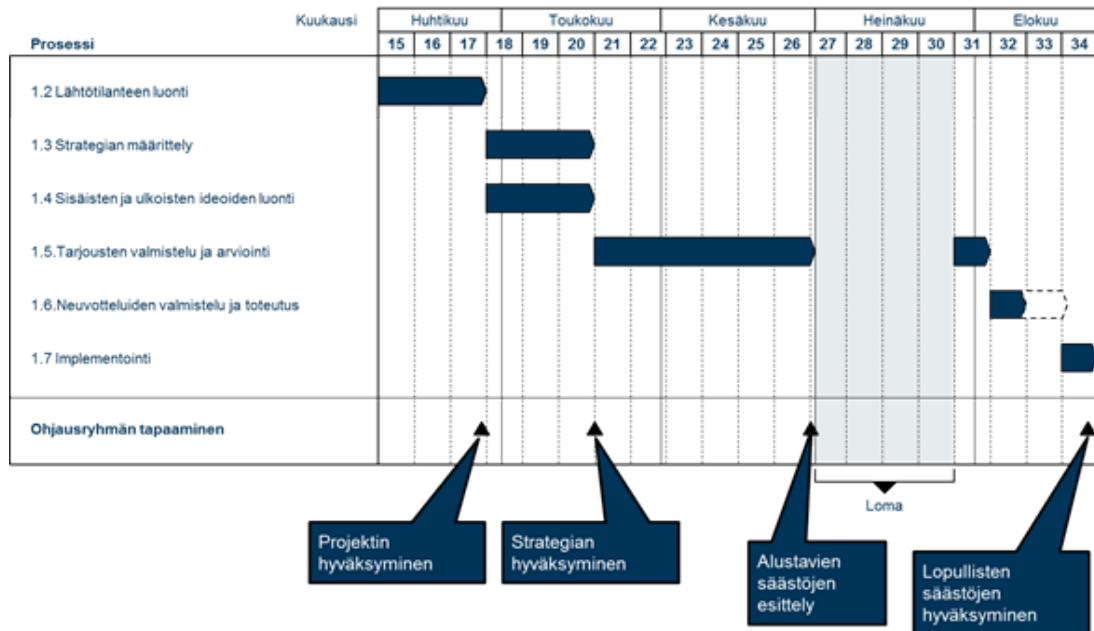 Kuukausi Huhtikuu Toukokuu Kesäkuu Heinäkuu Elokuu
Prosessi 15 16 17 18 19 20 21 22 23 24 25 26 27 28 29 30 31 32 33 34
1.2 Lähtötilanteen luonti
1.3 Strategian määrittely
1.4 Sisäisten ja ulkoisten ideoiden luonti
1.5.Tarjousten valmistelu ja arviointi
1.6.Neuvotteluiden valmistelu ja toteutus
1.7 Implementointi
Ohjausryhmän tapaaminen
Loma
Projektin
hyväksyminen
Strategian
hyväksyminen
Alustavien
säästöjen
esittely
Lopullisten
säästöjen
hyväksyminen